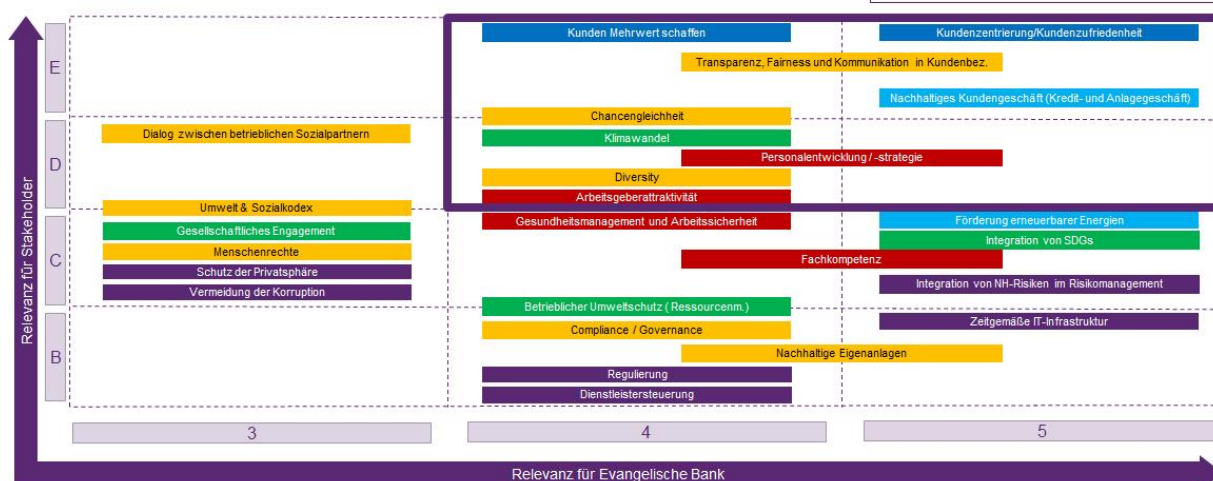 Kunden Mehrwert schaffen
Kundenzentrierung/Kundenzufriedenheit
E
Transparenz, Fairness und Kommunikation in Kundenbez.
Nachhaltiges Kundengeschäft (Kredit- und Anlagegeschäft)
Chancengleichheit
Dialog zwischen betrieblichen Sozialpartnern
Klimawandel
D
Personalentwicklung / -strategie
Diversity
Arbeitsgeberattraktivität
Umwelt & Sozialkodex
Gesundheitsmanagement und Arbeitssicherheit
Förderung erneuerbarer Energien
Gesellschaftliches Engagement
Integration von SDGs
Menschenrechte
C
Fachkompetenz
Schutz der Privatsphäre
Integration von NH-Risiken im Risikomanagement
Vermeidung der Korruption
Betrieblicher Umweltschutz ( Ressourcenm.)
Zeitgemäße IT-Infrastruktur
Compliance / Governance
B
Nachhaltige Eigenanlagen
Regulierung
Dienstleistersteuerung
Relevanz für Stakeholder
3
4
5
Relevanz für Evangelische Bank